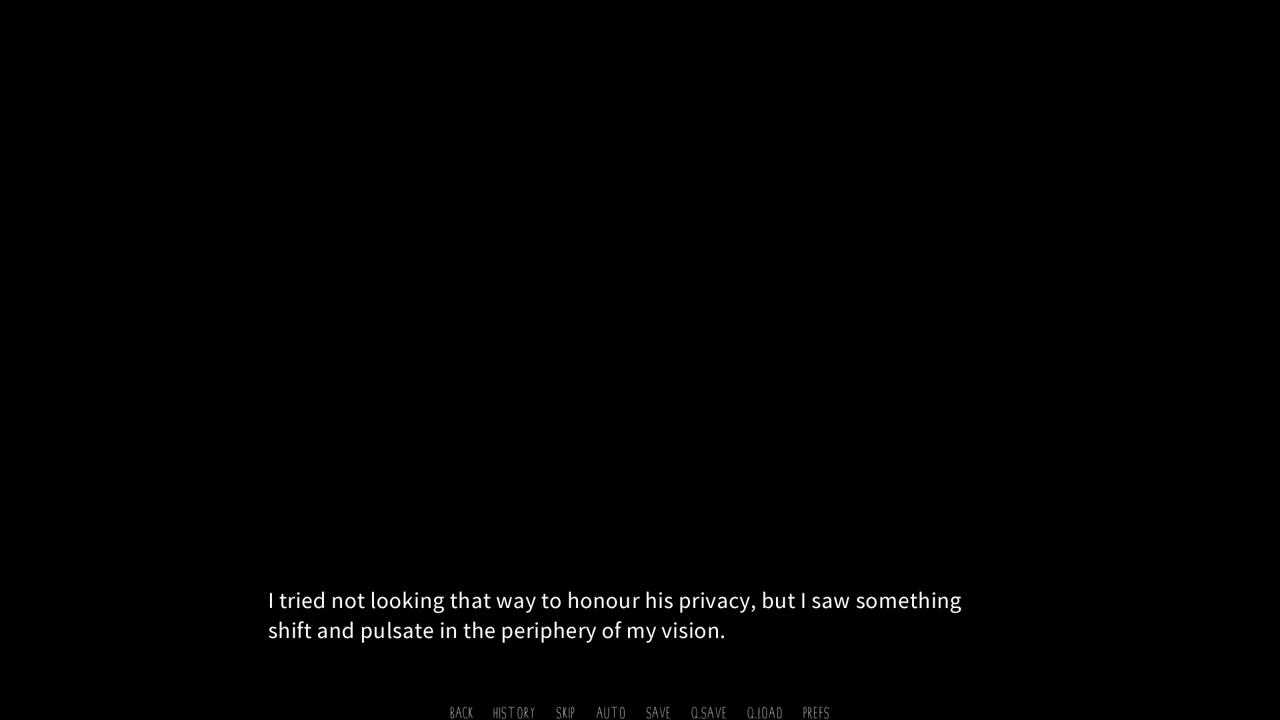 I tried not looking that way to honour his privacy, but I saw something
shift and pulsate in the periphery of my vision.
BACK HISTORY SKIP AUTO SAVE Q.SAVE Q.LOAD PREFS